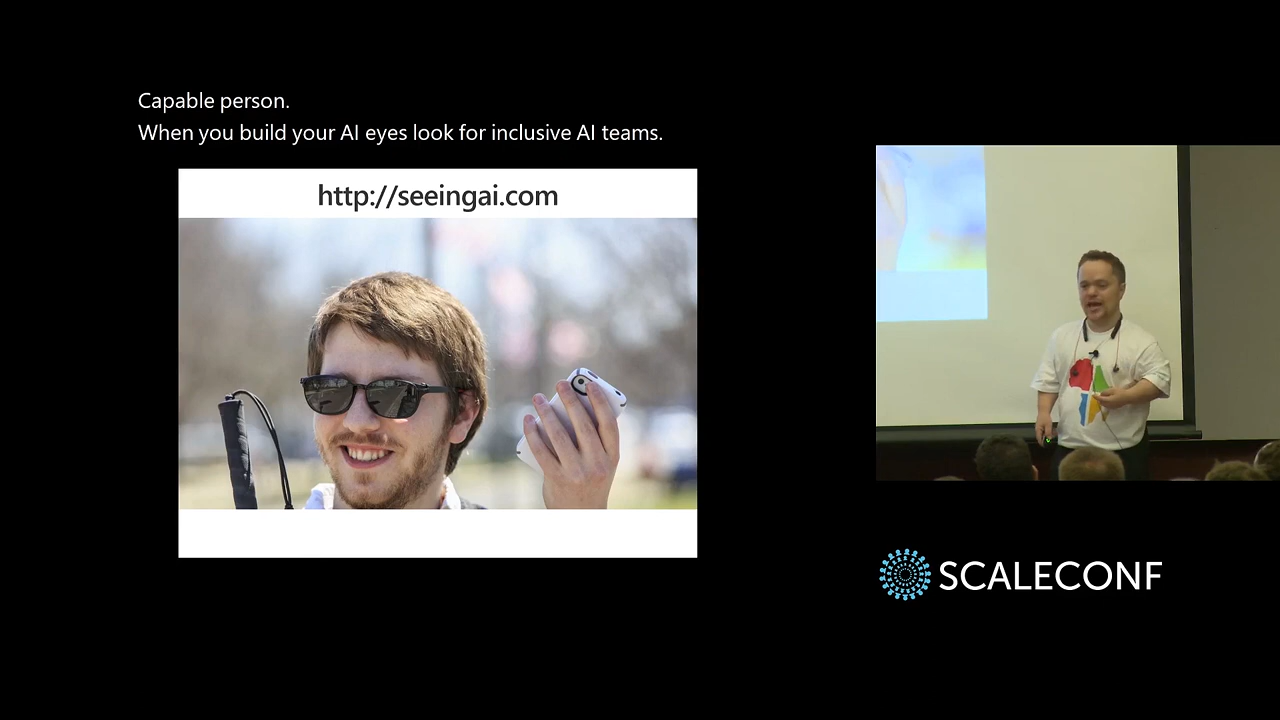 Capable person.
When you build your AI eyes look for inclusive AI teams.
http://seeingai.com
SCALECONF